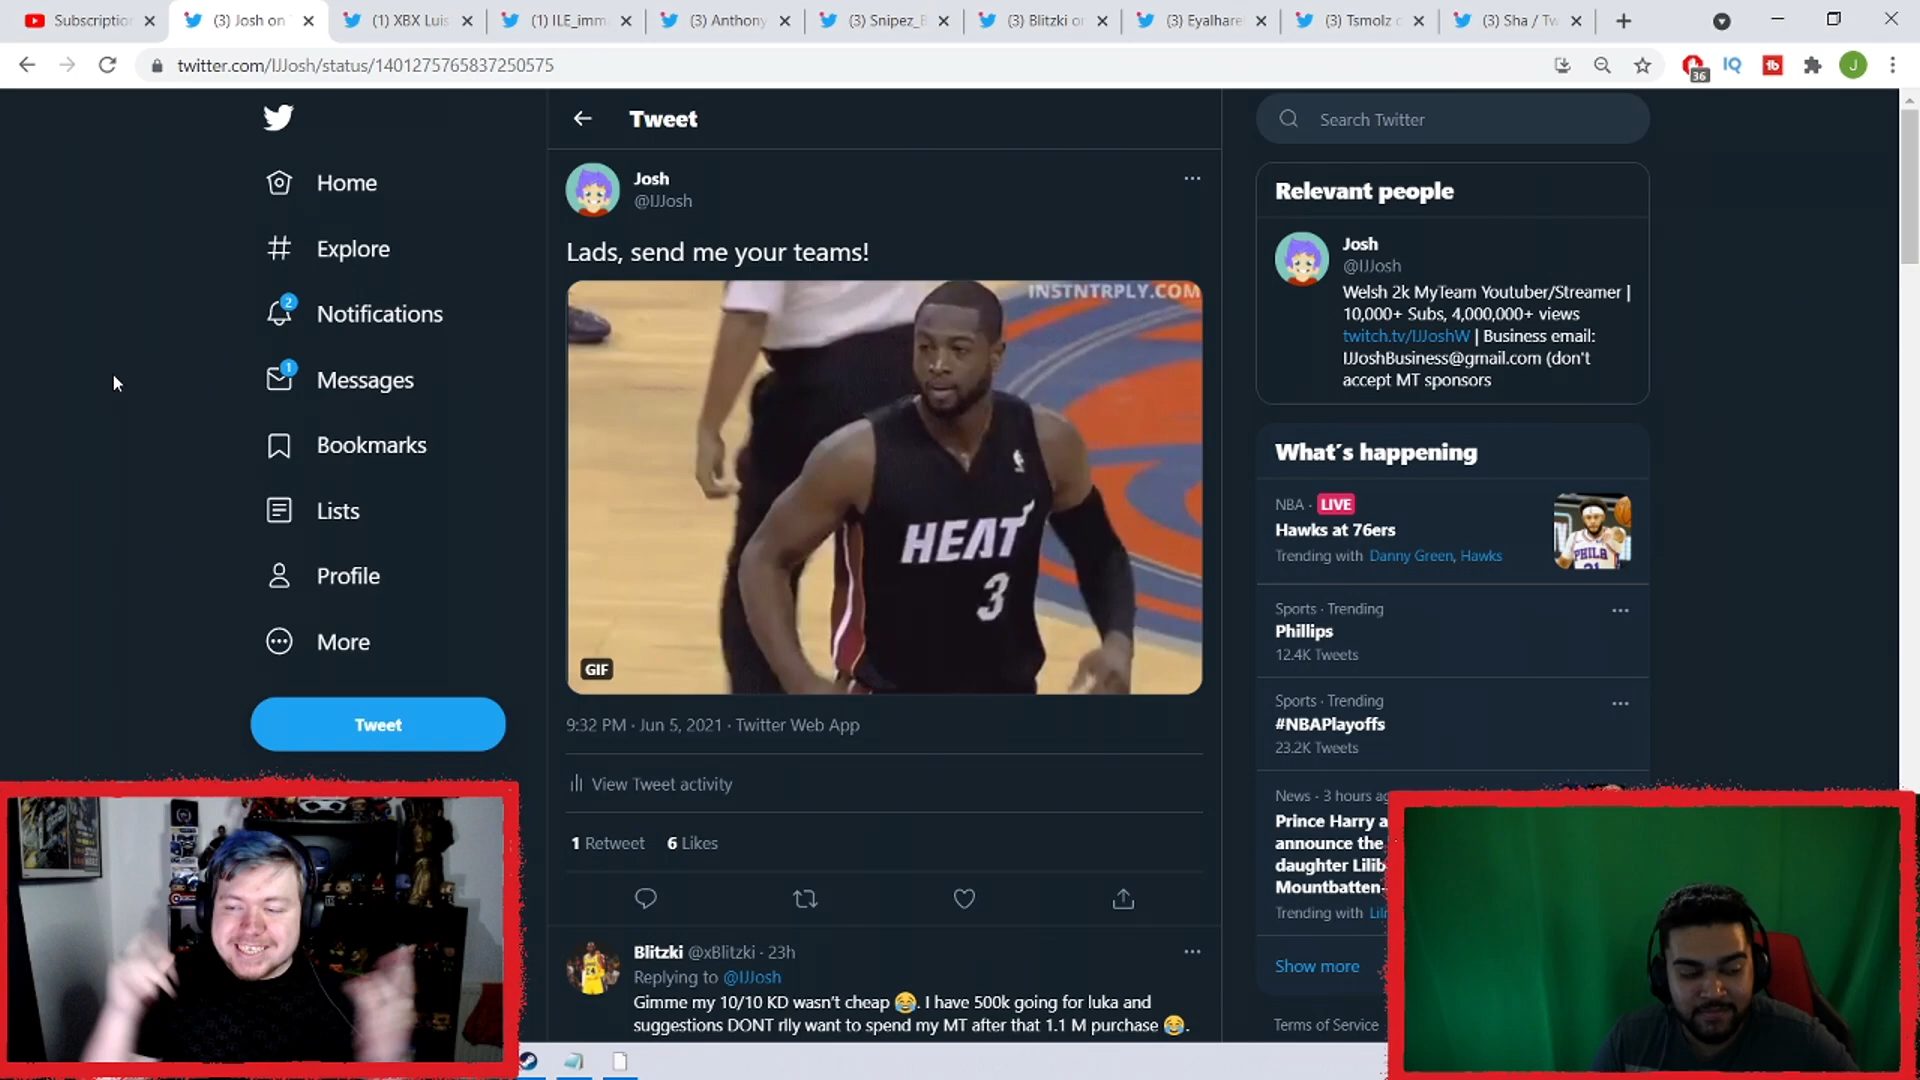 Subscription
(3) Josh on
(1) XBX Luis
(1) ILE_imm
(3) Anthony
(3) Snipez_B
(3) Blitzki on
(3) Eyalhare
(3) Tsmolz o
(3) Sha / Tw
twitter.com/IJJosh/status/1401275765837250575
36
IQ
J
Tweet
Search Twitter
Home
Explore
2
Notifications
1
Messages
Bookmarks
Lists
Profile
More
Tweet
Josh
@IJJosh
Lads, send me your teams!
INSTNTRPLY.COM
HEAT
3
GIF
9:32 PM · Jun 5, 2021 · Twitter Web App
View Tweet activity
1 Retweet 6 Likes
Blitzki @xBlitzki · 23h
Replying to @IJJosh
Gimme my 10/10 KD wasn't cheap 😂. I have 500k going for luka and
suggestions DONT rlly want to spend my MT after that 1.1 M purchase 😂.
Relevant people
Josh
@IJJosh
Welsh 2k MyTeam Youtuber/Streamer |
10,000+ Subs, 4,000,000+ views
twitch.tv/IJJoshW | Business email:
IJJoshBusiness@gmail.com (don't
accept MT sponsors
What's happening
NBA · LIVE
Hawks at 76ers
Trending with Danny Green, Hawks
PHILA
Sports · Trending
Phillips
12.4K Tweets
Sports · Trending
#NBAPlayoffs
23.2K Tweets
News · 3 hours ag
Prince Harry a
announce the
daughter Lilib
Mountbatten-
Trending with Lil
Show more
Terms of Service